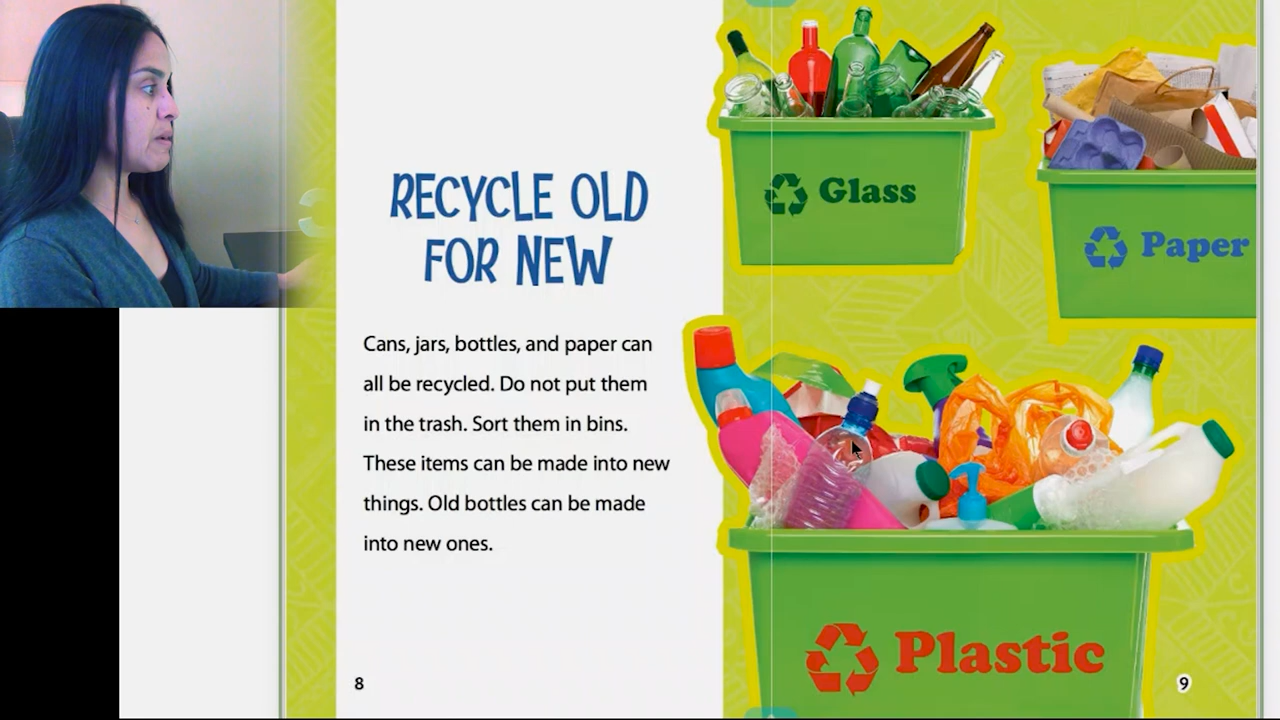 RECYCLE OLD
FOR NEW
Cans, jars, bottles, and paper can
all be recycled. Do not put them
in the trash. Sort them in bins.
These items can be made into new
things. Old bottles can be made
into new ones.
8
Glass
Paper
Plastic
9